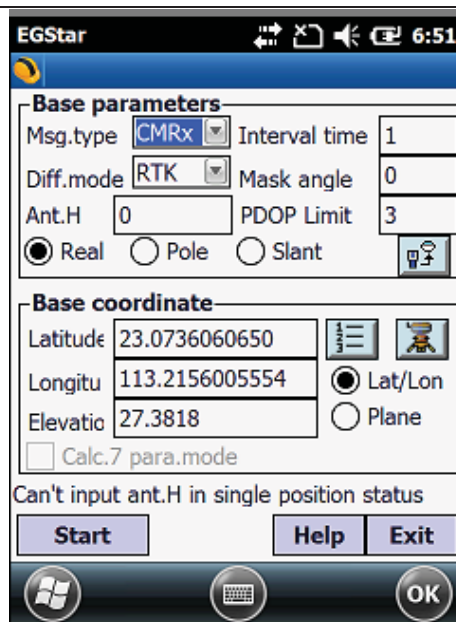 EGStar 6:51
Base parameters
Msg.type CMRx Interval time 1
Diff.mode RTK Mask angle 0
Ant.H 0 PDOP Limit 3
Real Pole Slant
Base coordinate
Latitude 23.0736060650
Longitu 113.2156005554 Lat/Lon
Elevatio 27.3818 Plane
Calc.7 para.mode
Can't input ant.H in single position status
Start Help Exit
OK